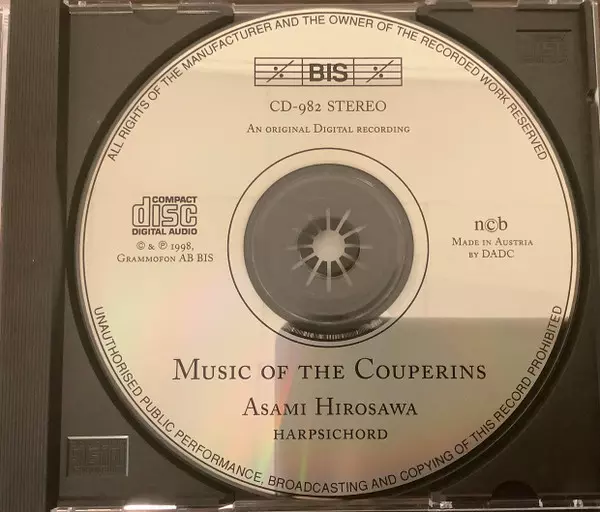 ALL RIGHTS OF THE MANUFACTURER AND THE OWNER OF THE RECORDED WORK RESERVED
BIS
CD-982 STEREO
AN ORIGINAL DIGITAL RECORDING
COMPACT
disc
DIGITAL AUDIO
© & ℗ 1998,
GRAMMOFON AB BIS
n©b
MADE IN AUSTRIA
BY DADC
MUSIC OF THE COUPERINS
ASAMI HIROSAWA
HARPSICHORD
UNAUTHORISED PUBLIC PERFORMANCE, BROADCASTING AND COPYING OF THIS RECORD PROHIBITED